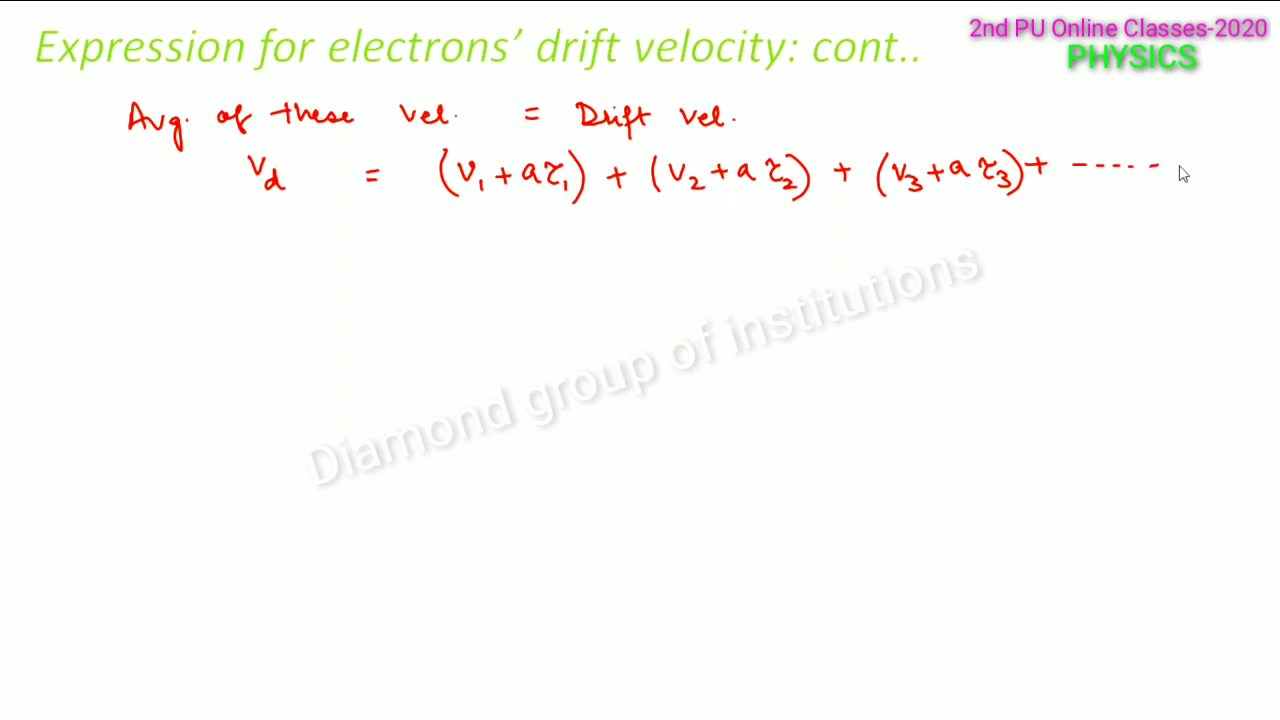 Expression for electrons' drift velocity: cont..
2nd PU Online Classes-2020
PHYSICS
Avg. of these vel. = Drift vel.
v_d = (v₁ + aτ₁) + (v₂ + aτ₂) + (v₃ + aτ₃) + ------
Diamond group of institutions